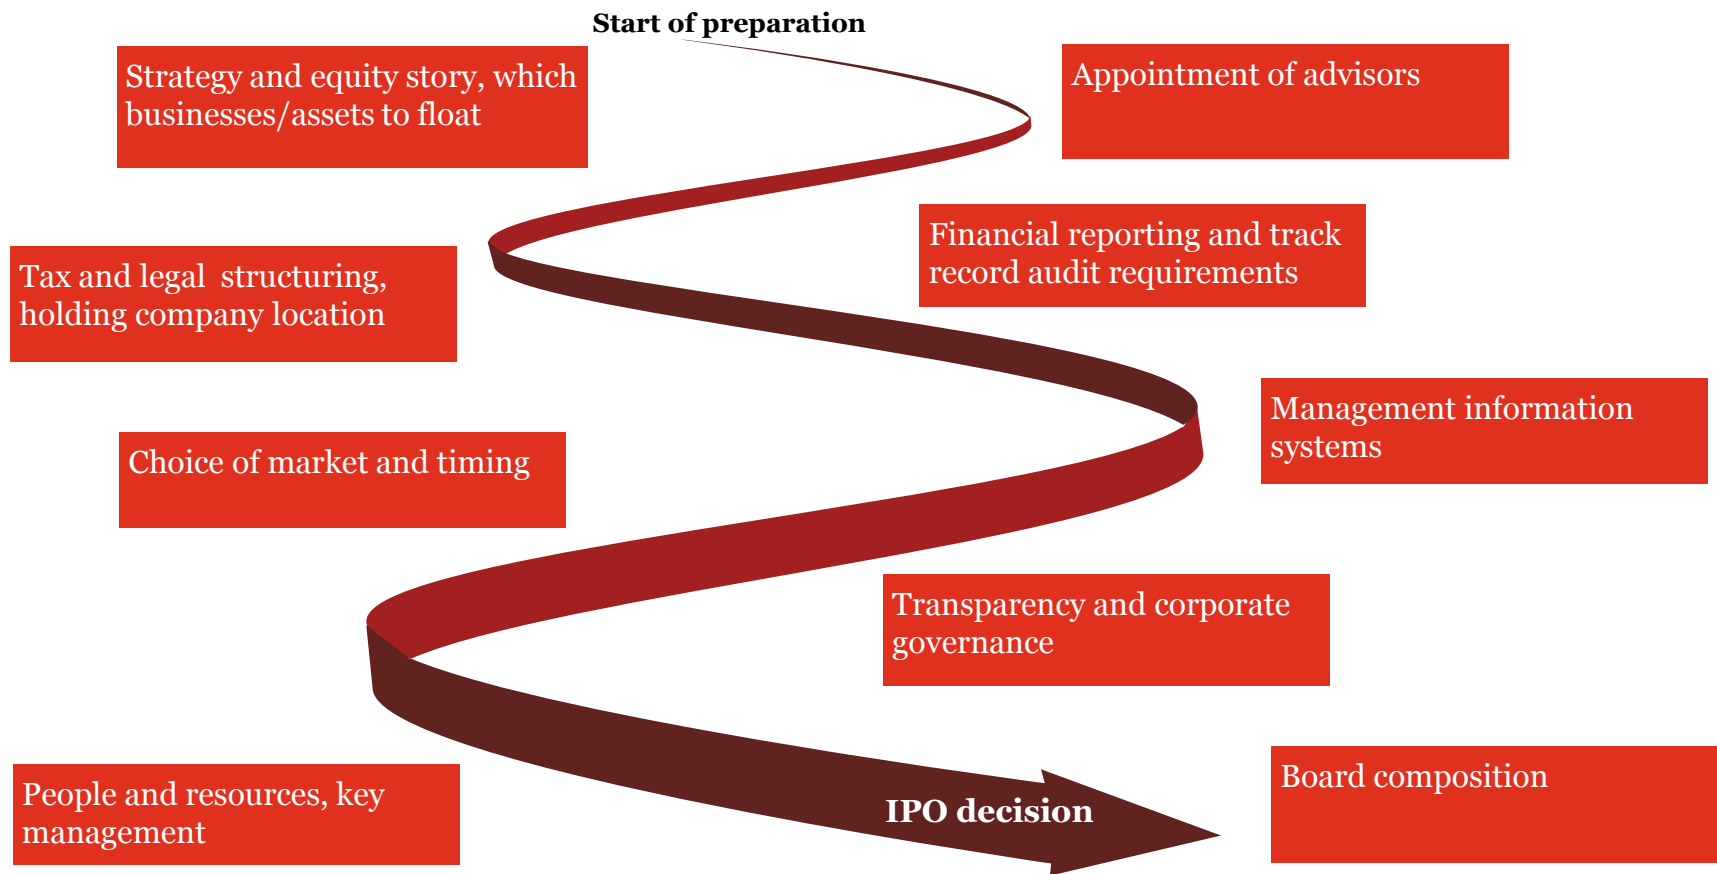 Start of preparation
Strategy and equity story, which
businesses/assets to float
Appointment of advisors
Financial reporting and track
record audit requirements
Tax and legal  structuring,
holding company location
Management information
systems
Choice of market and timing
Transparency and corporate
governance
People and resources, key
management
IPO decision
Board composition